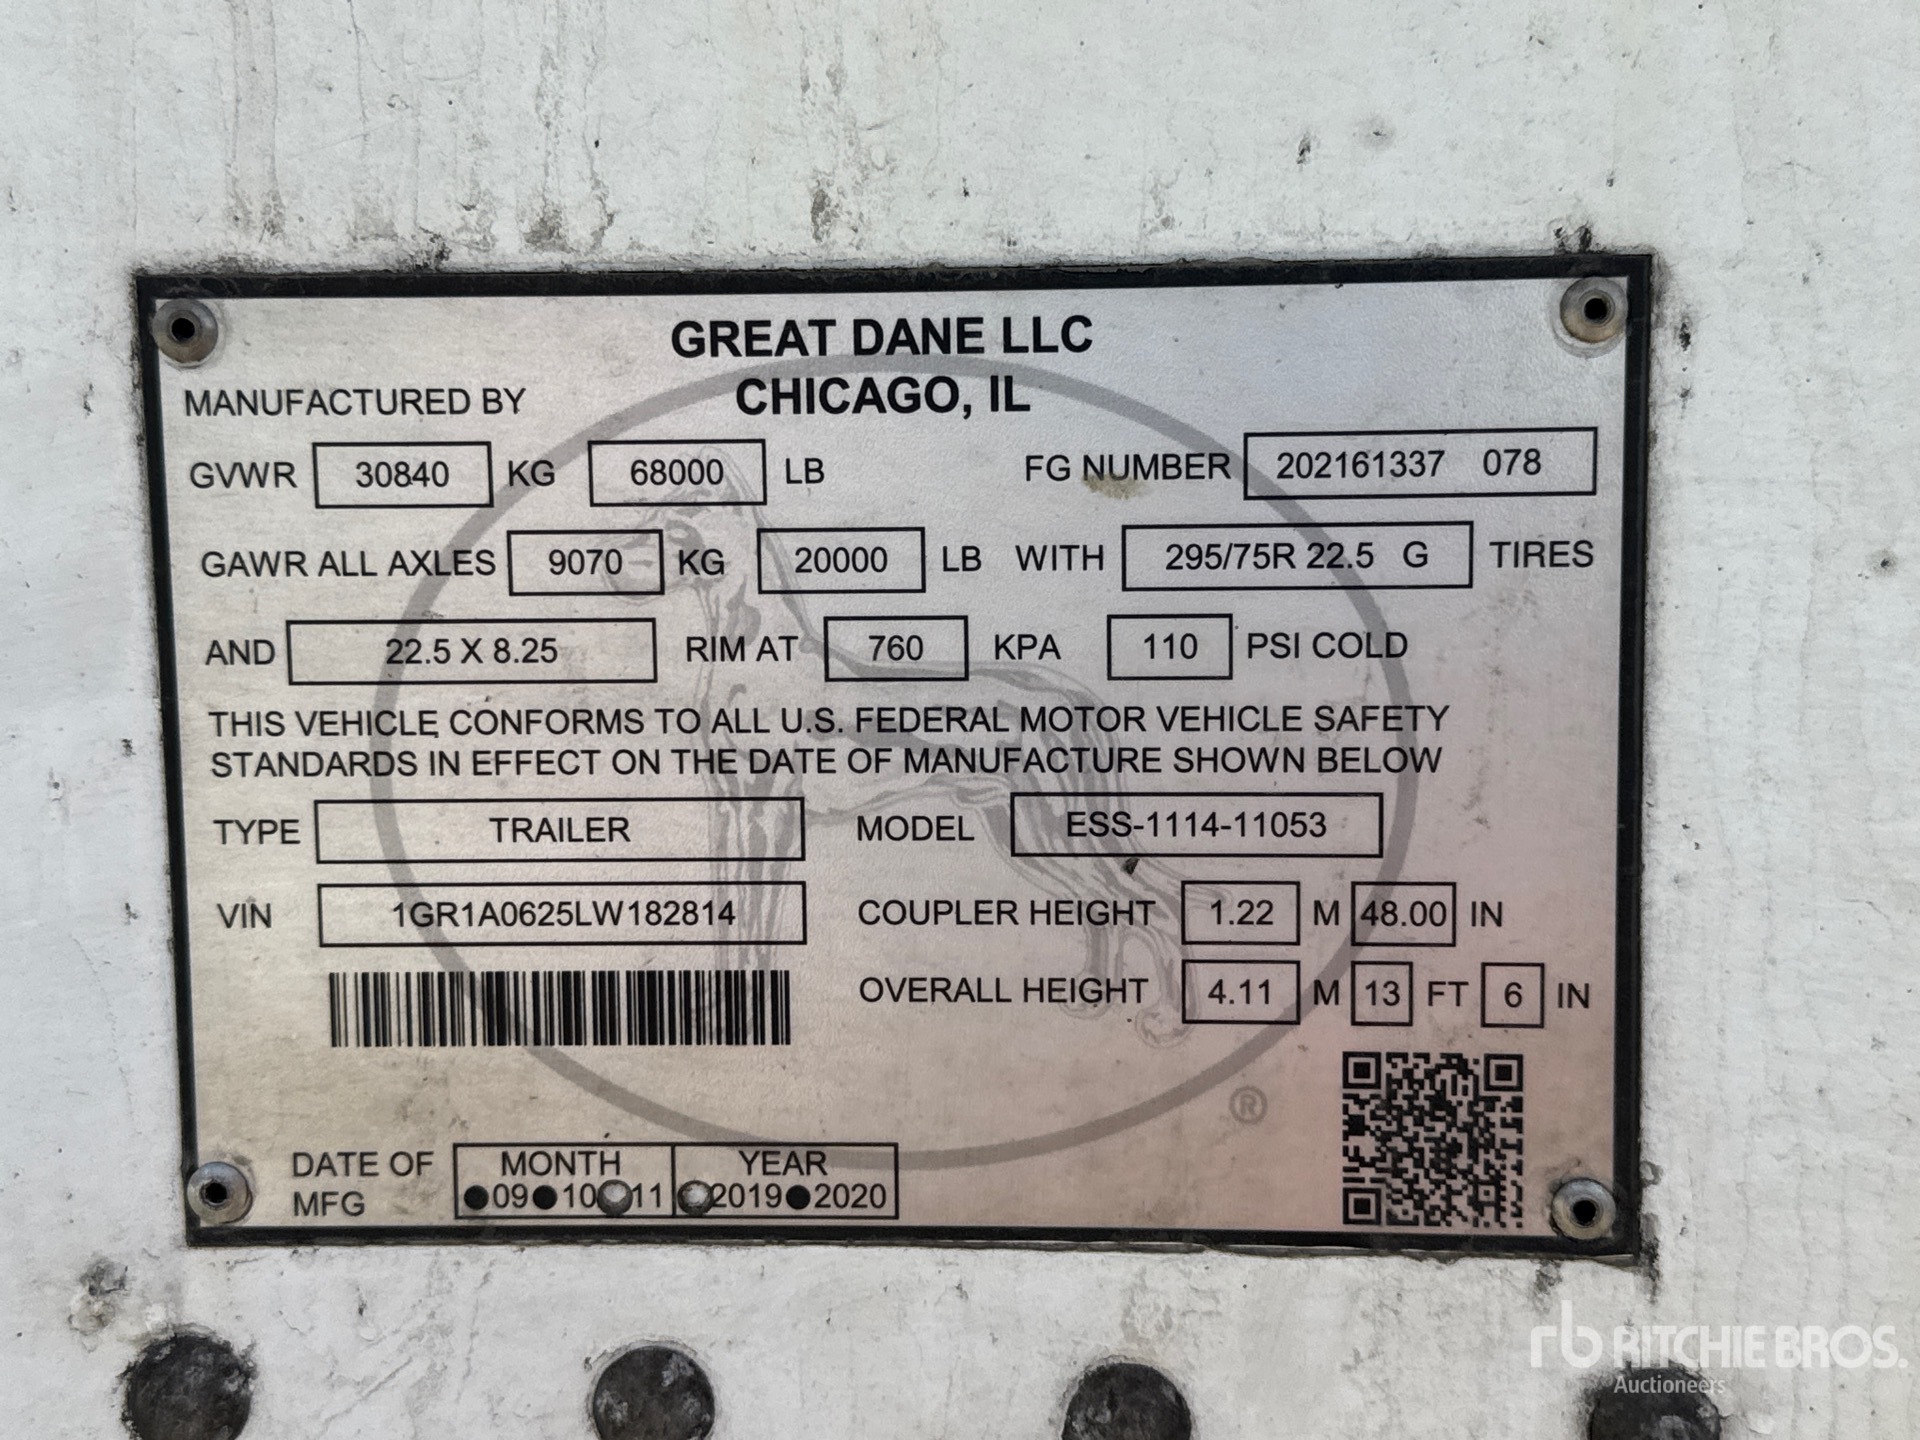 GREAT DANE LLC
MANUFACTURED BY CHICAGO, IL
GVWR 30840 KG 68000 LB FG NUMBER 202161337 078
GAWR ALL AXLES 9070 KG 20000 LB WITH 295/75R 22.5 G TIRES
AND 22.5 X 8.25 RIM AT 760 KPA 110 PSI COLD
THIS VEHICLE CONFORMS TO ALL U.S. FEDERAL MOTOR VEHICLE SAFETY
STANDARDS IN EFFECT ON THE DATE OF MANUFACTURE SHOWN BELOW
TYPE TRAILER MODEL ESS-1114-11053
VIN 1GR1A0625LW182814 COUPLER HEIGHT 1.22 M 48.00 IN
OVERALL HEIGHT 4.11 M 13 FT 6 IN
®
DATE OF MFG MONTH YEAR
●09●10●11 ●2019●2020
rb RITCHIE BROS.
Auctioneers